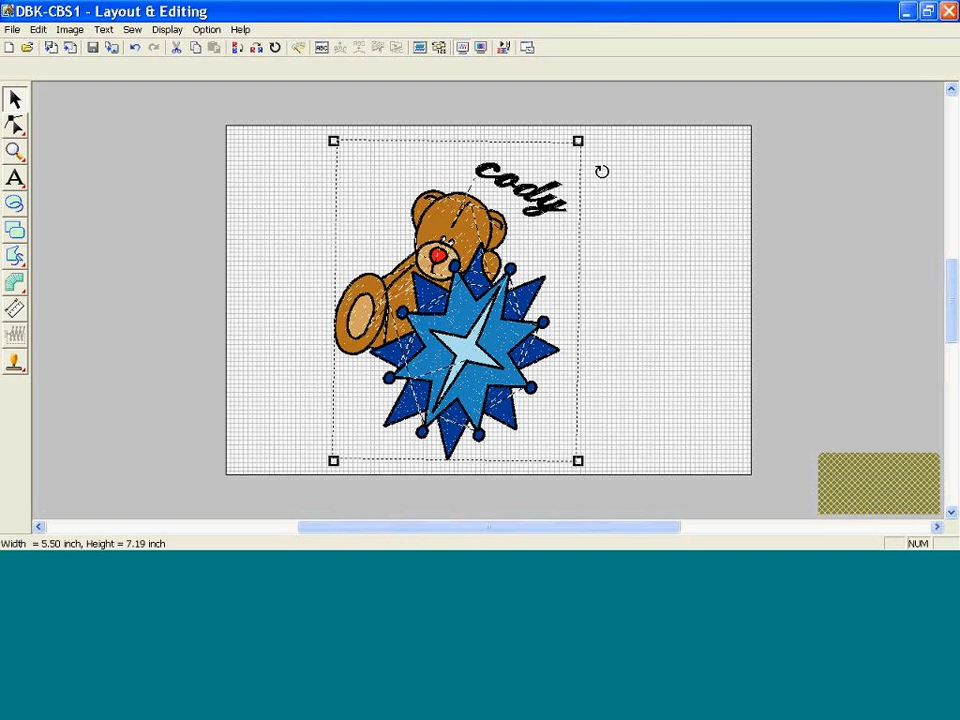 DBK-CBS1 - Layout & Editing
File Edit Image Text Sew Display Option Help
ABC
A
cody
Width = 5.50 inch, Height = 7.19 inch
NUM